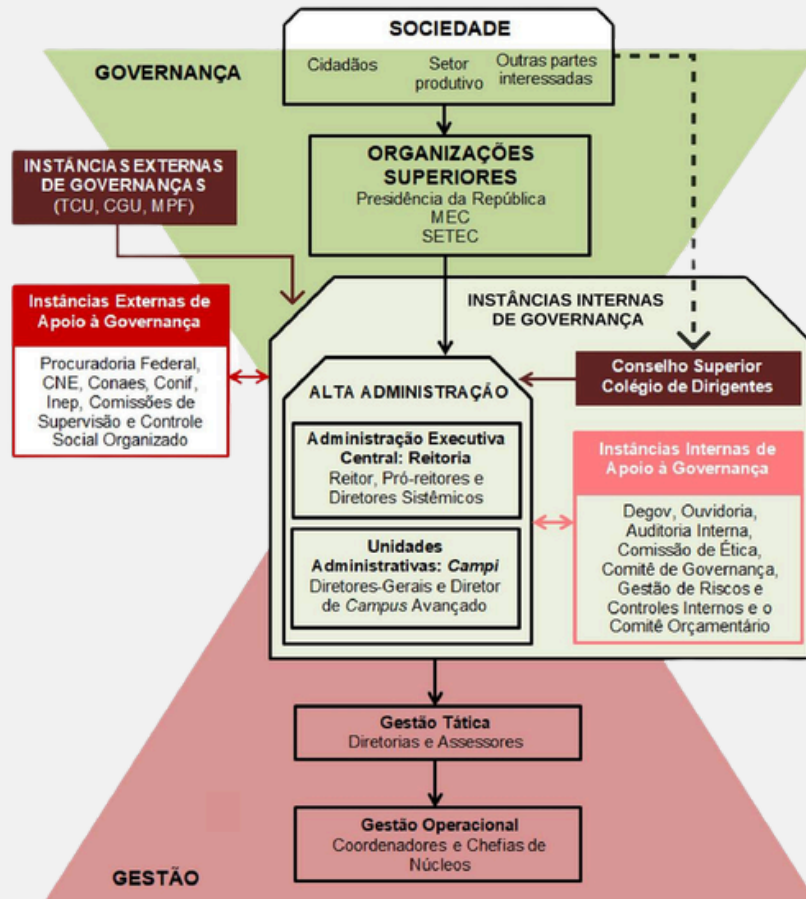 SOCIEDADE
GOVERNANÇA
Cidadãos
Setor
produtivo
Outras partes
interessadas
INSTÂNCIAS EXTERNAS
DE GOVERNANÇAS
(TCU, CGU, MPF)
ORGANIZAÇÕES
SUPERIORES
Presidência da República
MEC
SETEC
Instâncias Externas de
Apoio à Governança
Procuradoria Federal,
CNE, Conaes, Conif,
Inep, Comissões de
Supervisão e Controle
Social Organizado
INSTÂNCIAS INTERNAS
DE GOVERNANÇA
Conselho Superior
Colégio de Dirigentes
ALTA ADMINISTRAÇÃO
Administração Executiva
Central: Reitoria
Reitor, Pró-reitores e
Diretores Sistêmicos
Unidades
Administrativas: Campi
Diretores-Gerais e Diretor
de Campus Avançado
Instâncias Internas de
Apoio à Governança
Degov, Ouvidoria,
Auditoria Interna,
Comissão de Ética,
Comitê de Governança,
Gestão de Riscos e
Controles Internos e o
Comitê Orçamentário
Gestão Tática
Diretorias e Assessores
Gestão Operacional
Coordenadores e Chefias de
Núcleos
GESTÃO